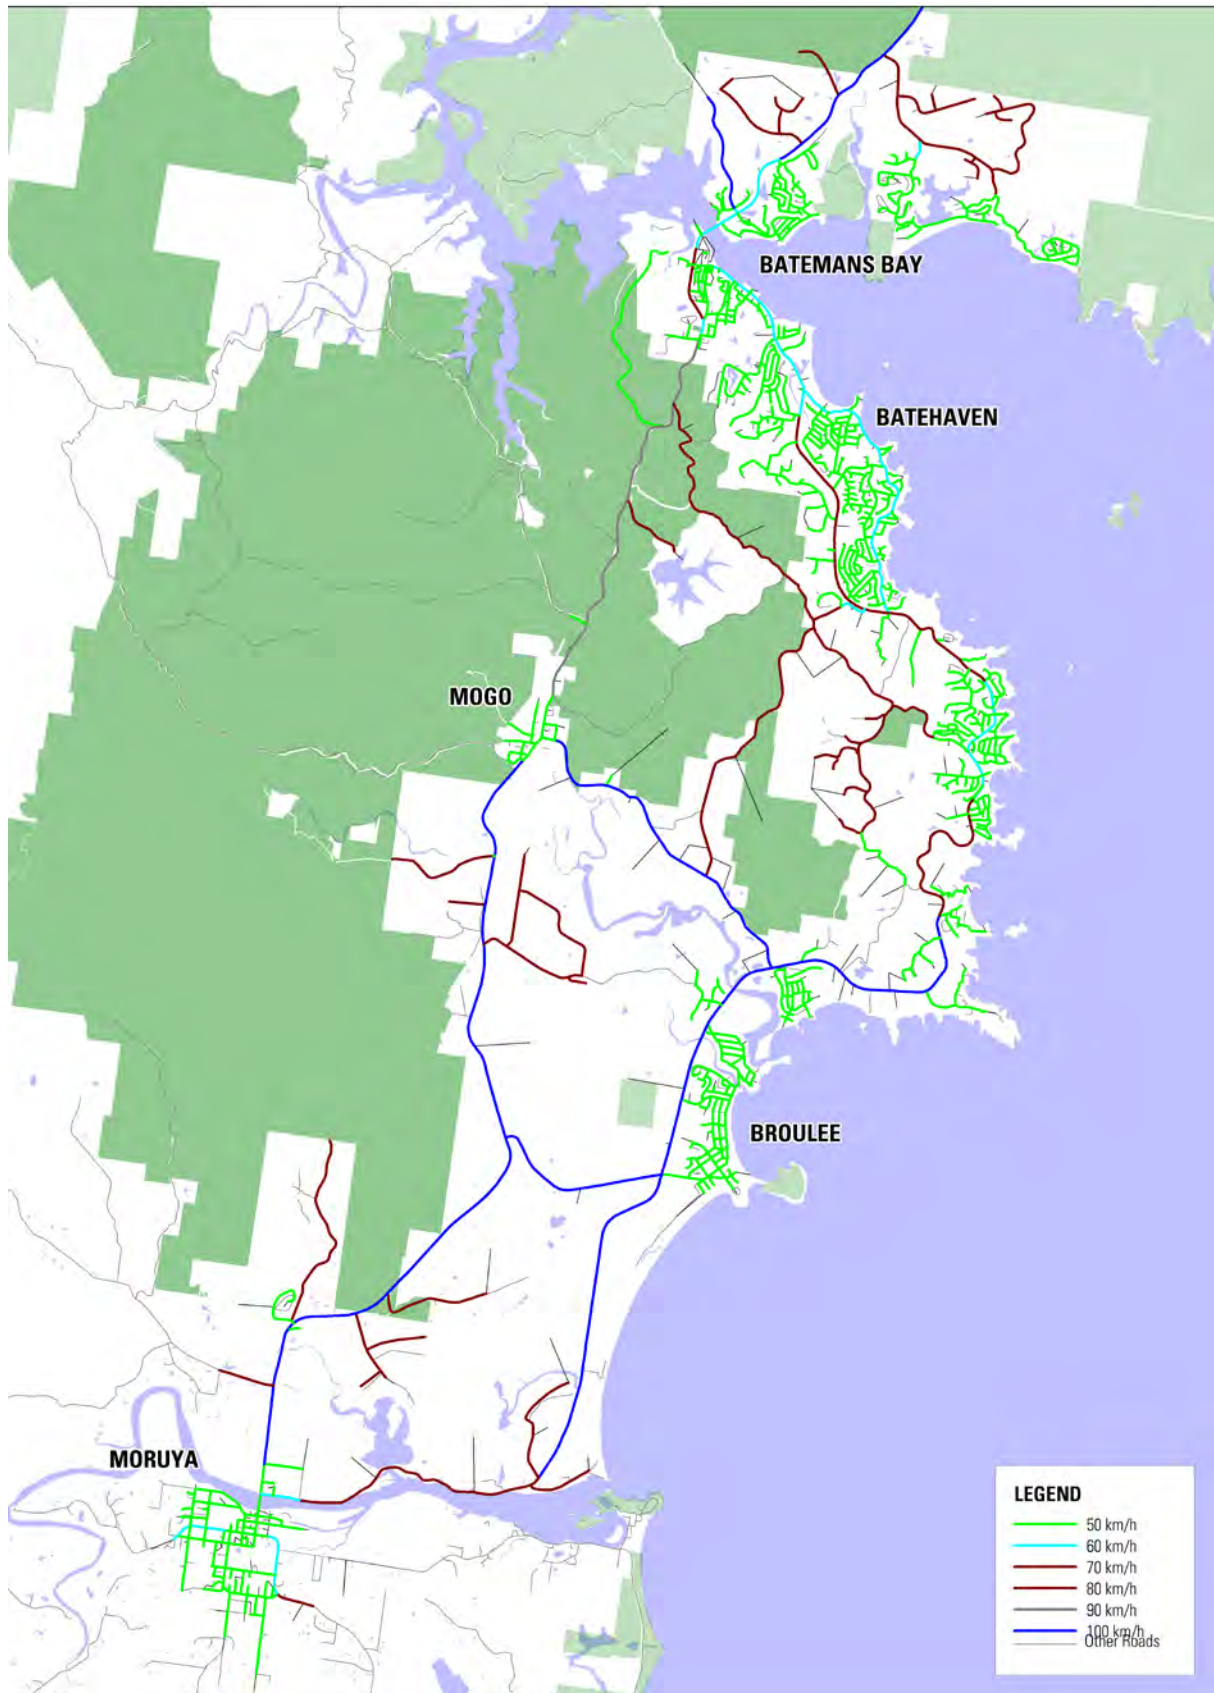 BATEMANS BAY
BATEHAVEN
MOGO
BROULEE
MORUYA
LEGEND
50 km/h
60 km/h
70 km/h
80 km/h
90 km/h
100 km/h
Other Roads